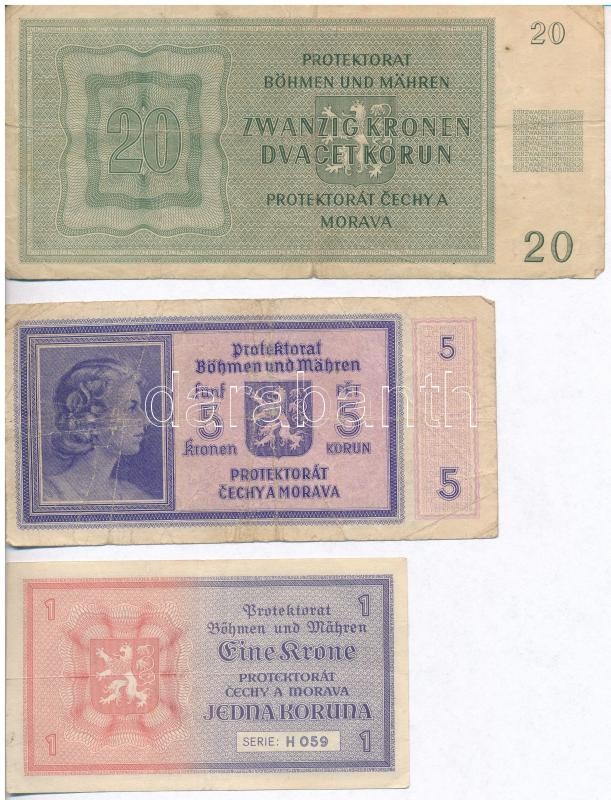 20
PROTEKTORAT
BÖHMEN UND MÄHREN
ZWANZIG KRONEN
DVACET KORUN
PROTEKTORÁT ČECHY A
MORAVA
20
20
Protektorat
Böhmen und Mähren
fünf PĚT
5 5
Kronen KORUN
PROTEKTORÁT
ČECHY A MORAVA
5
5
darabanth
1 1
Protektorat
Böhmen und Mähren
Eine Krone
PROTEKTORÁT
ČECHY A MORAVA
JEDNA KORUNA
SERIE: H 059
1 1